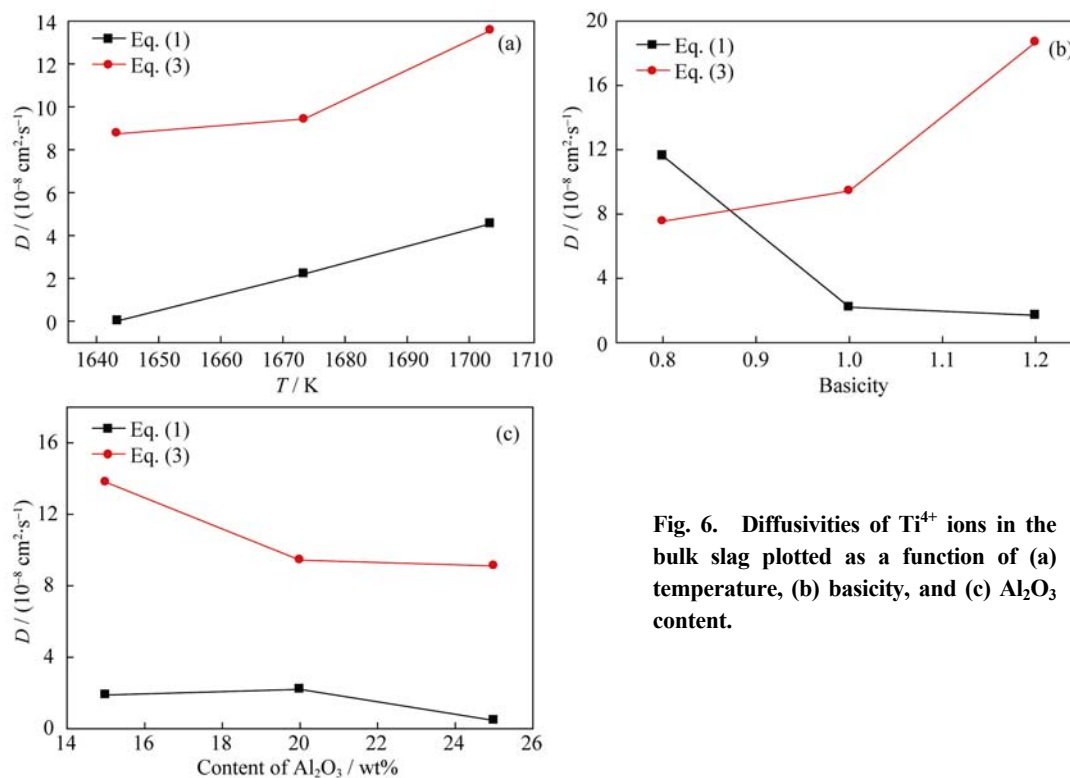 14
12
10
8
6
4
2
0
D / (10⁻⁸ cm²·s⁻¹)
Eq. (1)
Eq. (3)
(a)
1640 1650 1660 1670 1680 1690 1700 1710
T / K
20
16
12
8
4
0
D / (10⁻⁸ cm²·s⁻¹)
Eq. (1)
Eq. (3)
(b)
0.8 0.9 1.0 1.1 1.2
Basicity
16
12
8
4
0
D / (10⁻⁸ cm²·s⁻¹)
Eq. (1)
Eq. (3)
(c)
14 16 18 20 22 24 26
Content of Al₂O₃ / wt%
Fig. 6. Diffusivities of Ti⁴⁺ ions in the
bulk slag plotted as a function of (a)
temperature, (b) basicity, and (c) Al₂O₃
content.